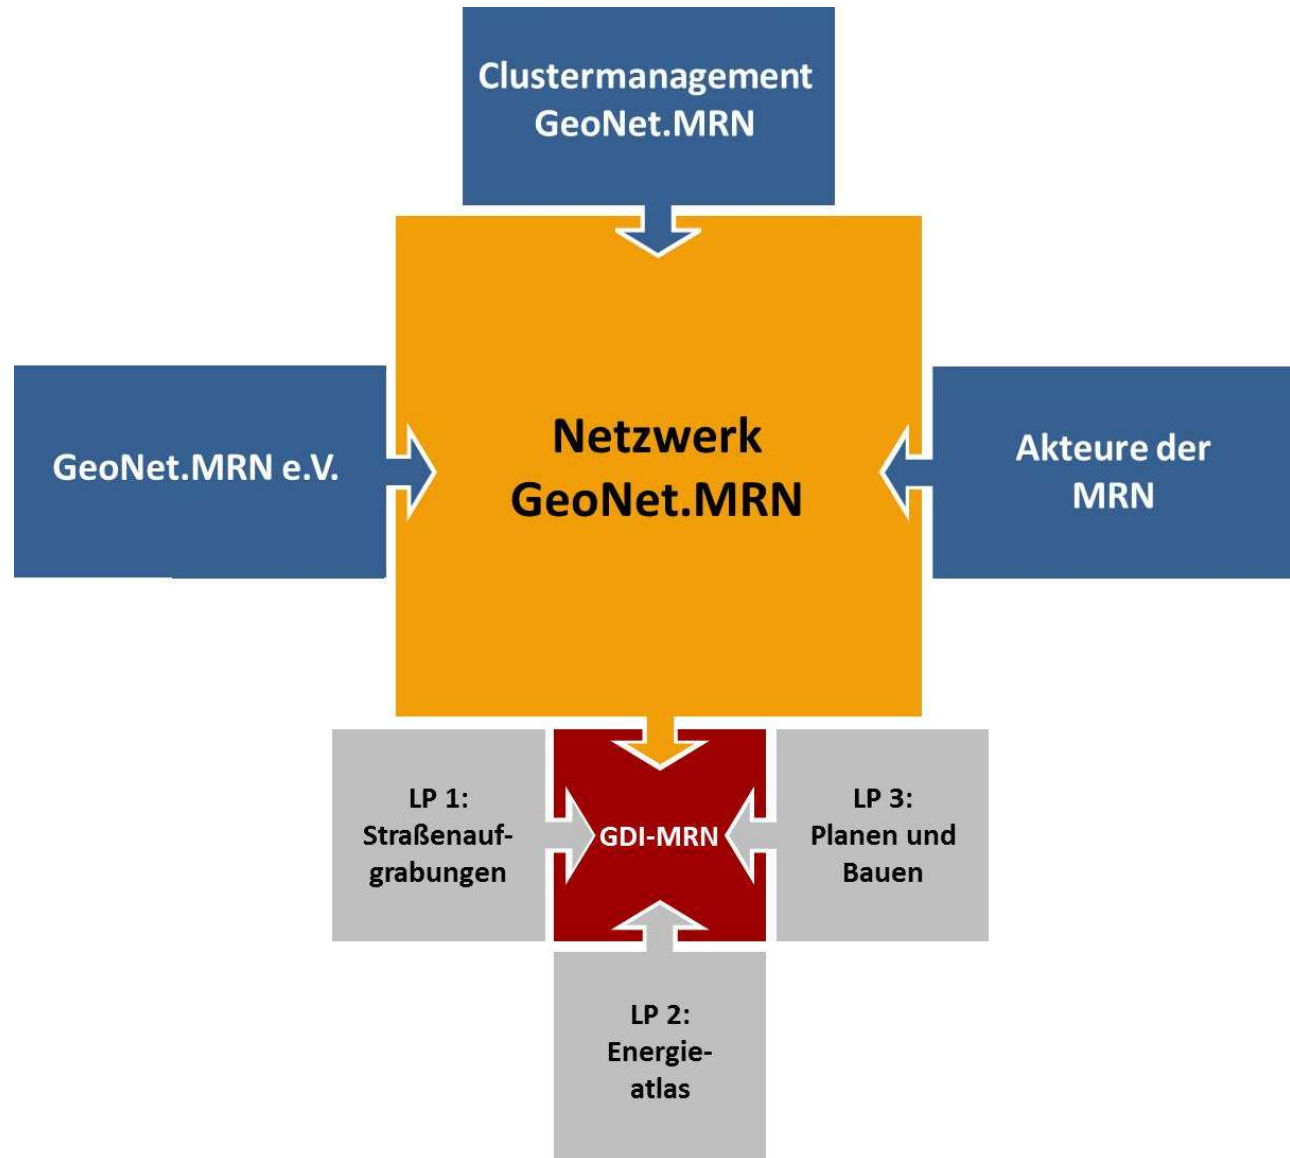 Clustermanagement
GeoNet.MRN
Netzwerk
GeoNet.MRN
GeoNet.MRN e.V.
Akteure der
MRN
LP 1:
Straßenauf-
grabungen
GDI-MRN
LP 3:
Planen und
Bauen
LP 2:
Energie-
atlas